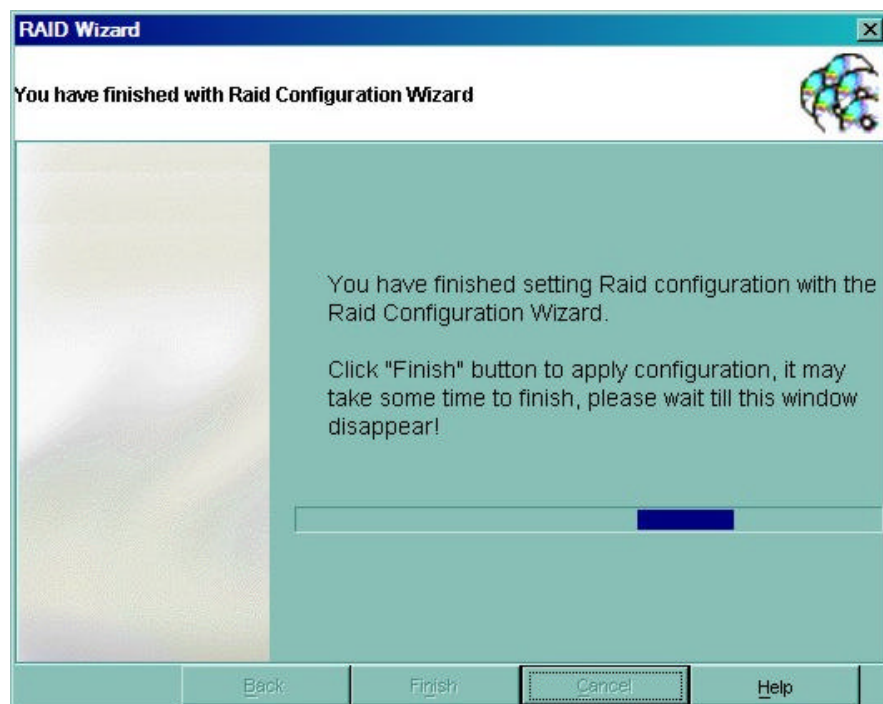 RAID Wizard
You have finished with Raid Configuration Wizard
You have finished setting Raid configuration with the
Raid Configuration Wizard.
Click "Finish" button to apply configuration, it may
take some time to finish, please wait till this window
disappear!
Back
Finish
Cancel
Help